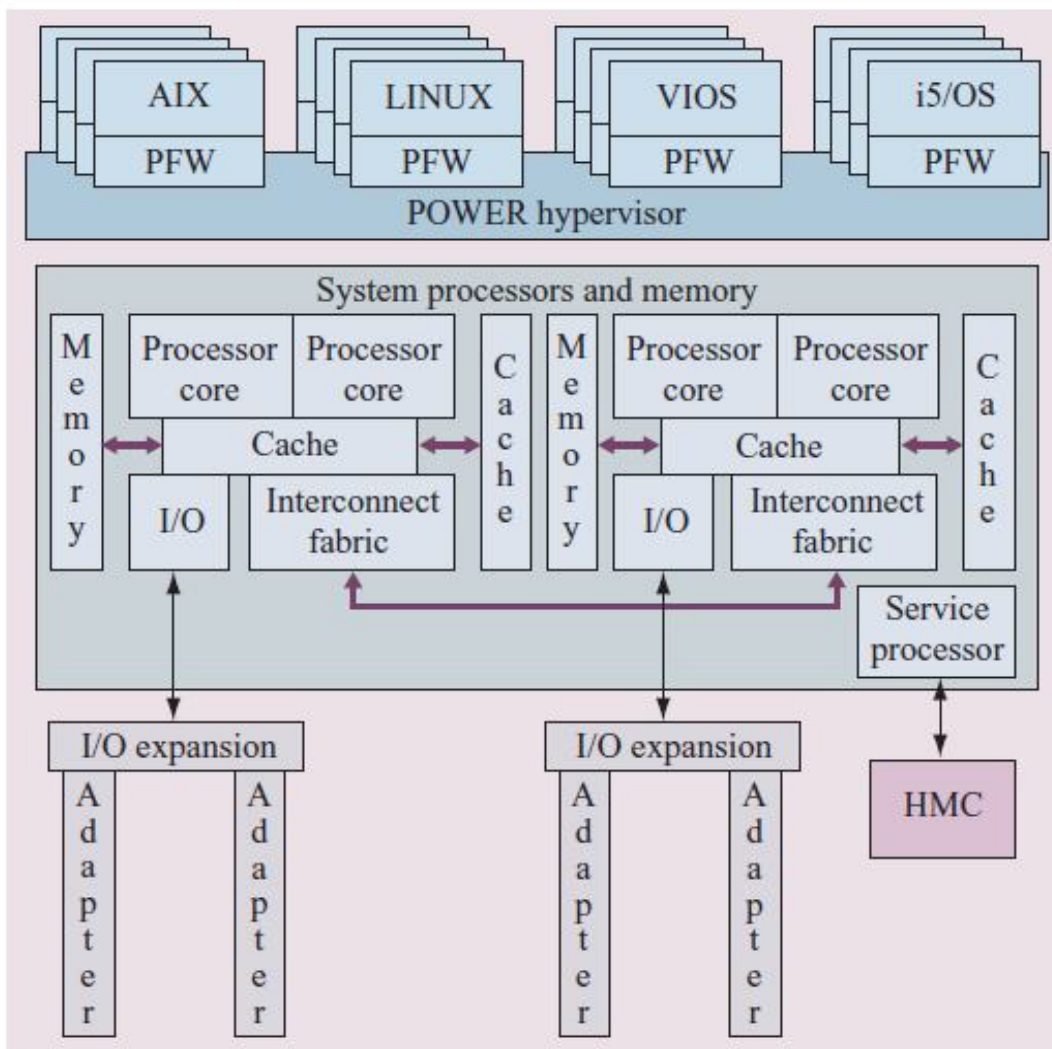 AIX
LINUX
VIOS
i5/OS
PFW
PFW
PFW
PFW
POWER hypervisor
System processors and memory
Memory
Processor
core
Processor
core
Cache
I/O
Interconnect
fabric
Cache
Memory
Processor
core
Processor
core
Cache
I/O
Interconnect
fabric
Cache
Service
processor
I/O expansion
Adapter
Adapter
I/O expansion
Adapter
Adapter
HMC